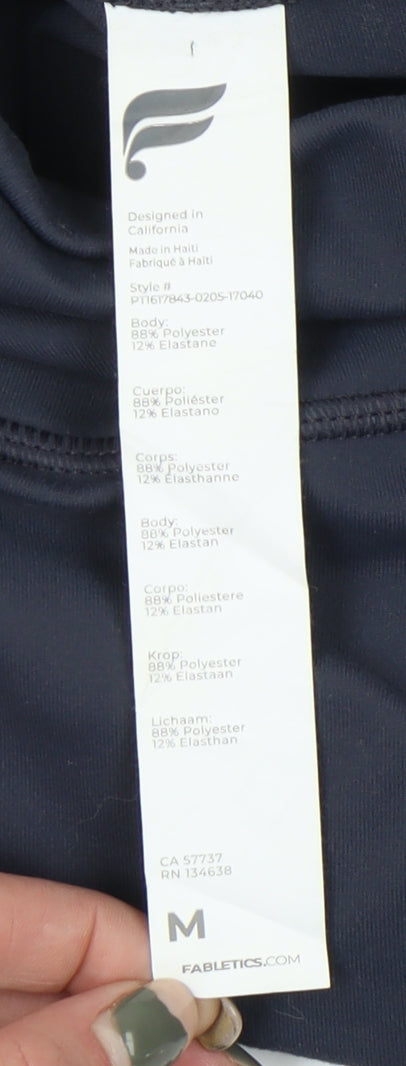 Designed in
California
Made in Haiti
Fabriqué à Haïti
Style #
PT1617843-0205-17040
Body:
88% Polyester
12% Elastane
Cuerpo:
88% Poliéster
12% Elastano
Corps:
88% Polyester
12% Élasthanne
Body:
88% Polyester
12% Elastan
Corpo:
88% Poliestere
12% Elastan
Krop:
88% Polyester
12% Elastaan
Lichaam:
88% Polyester
12% Elasthan
CA 57737
RN 134638
M
FABLETICS.COM